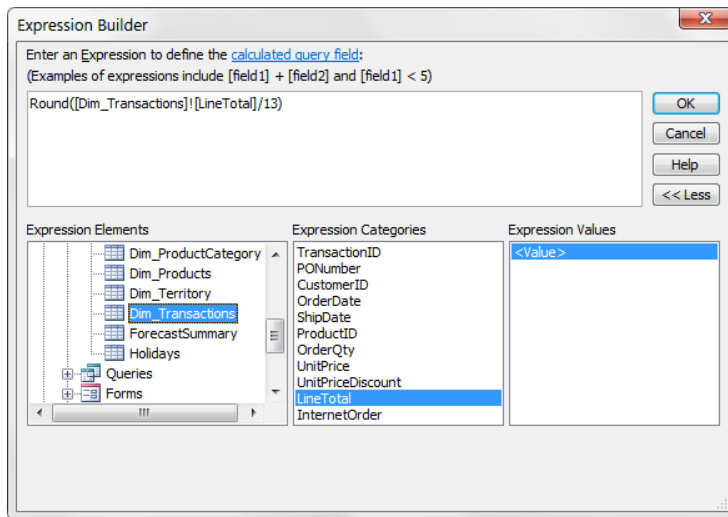 Expression Builder
Enter an Expression to define the calculated query field:
(Examples of expressions include [field1] + [field2] and [field1] < 5)
Round([Dim_Transactions]![LineTotal]/13)
OK
Cancel
Help
<< Less
Expression Elements
Dim_ProductCategory
Dim_Products
Dim_Territory
Dim_Transactions
ForecastSummary
Holidays
Queries
Forms
Expression Categories
TransactionID
PONumber
CustomerID
OrderDate
ShipDate
ProductID
OrderQty
UnitPrice
UnitPriceDiscount
LineTotal
InternetOrder
Expression Values
<Value>